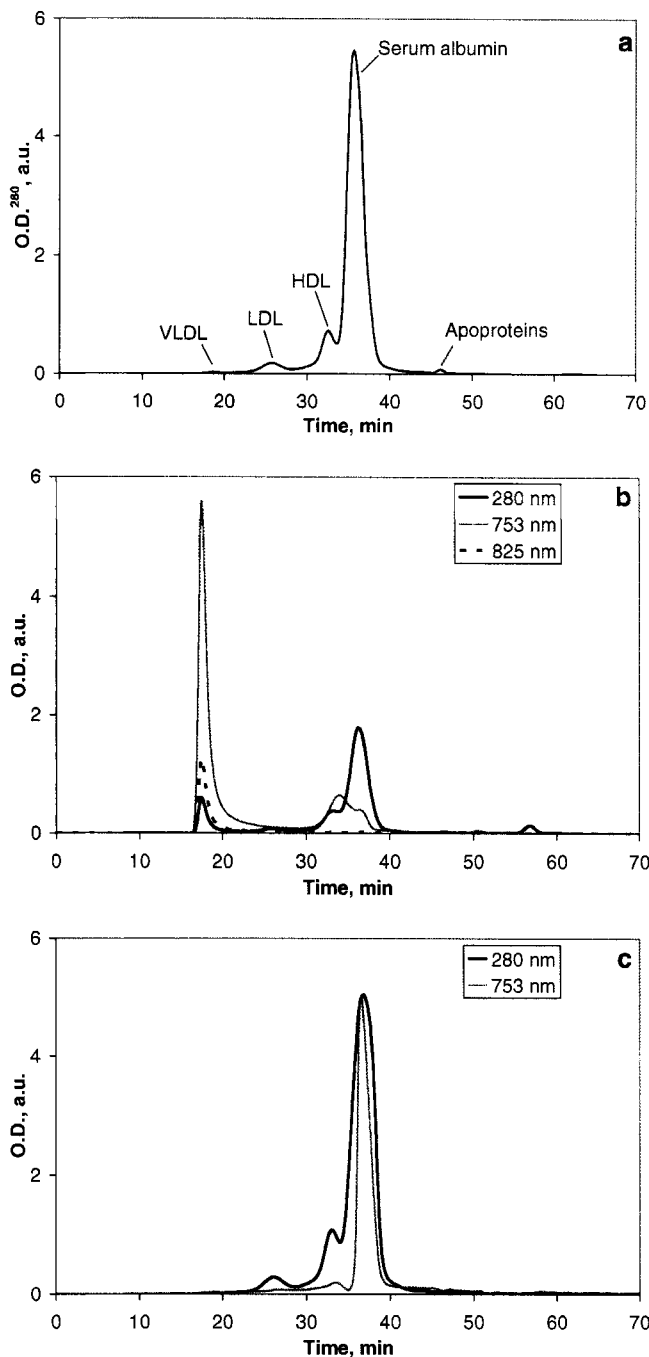 a
6
4
2
0
O.D.²⁸⁰, a.u.
Serum albumin
HDL
LDL
VLDL
Apoproteins
0 10 20 30 40 50 60 70
Time, min
b
280 nm
753 nm
825 nm
6
4
2
0
O.D., a.u.
0 10 20 30 40 50 60 70
Time, min
c
280 nm
753 nm
6
4
2
0
O.D., a.u.
0 10 20 30 40 50 60 70
Time, min